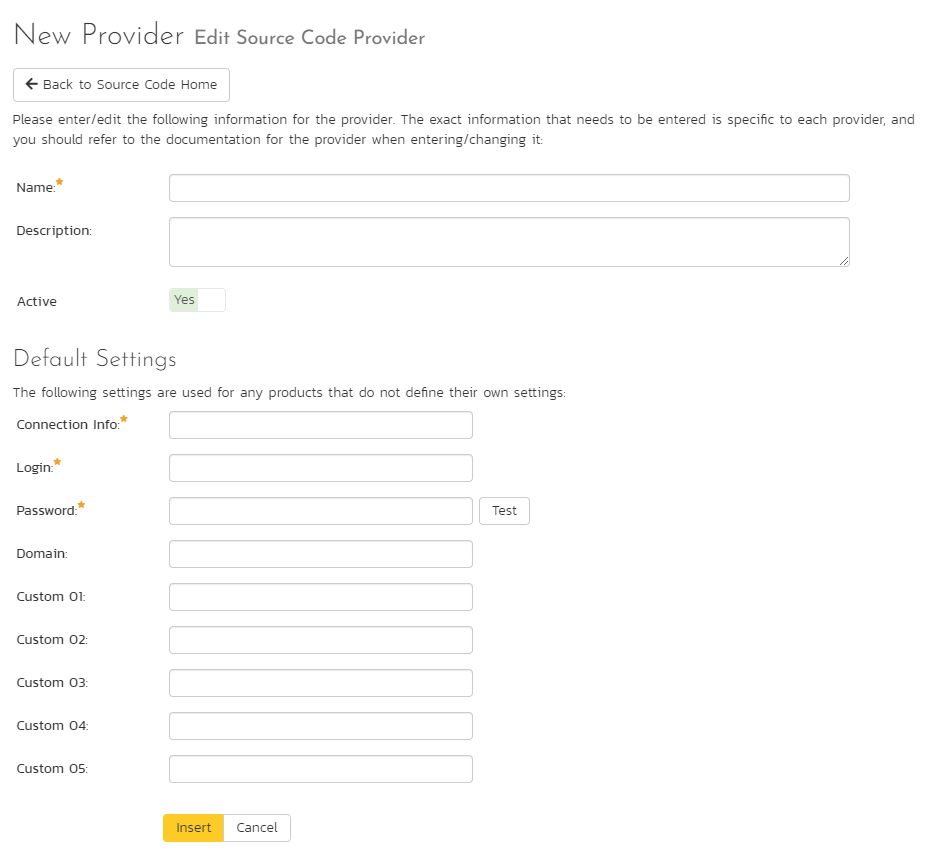 New Provider Edit Source Code Provider
Back to Source Code Home
Please enter/edit the following information for the provider. The exact information that needs to be entered is specific to each provider, and
you should refer to the documentation for the provider when entering/changing it:
Name:
Description:
Active Yes
Default Settings
The following settings are used for any products that do not define their own settings:
Connection Info:
Login:
Password: Test
Domain:
Custom 01:
Custom 02:
Custom 03:
Custom 04:
Custom 05:
Insert Cancel